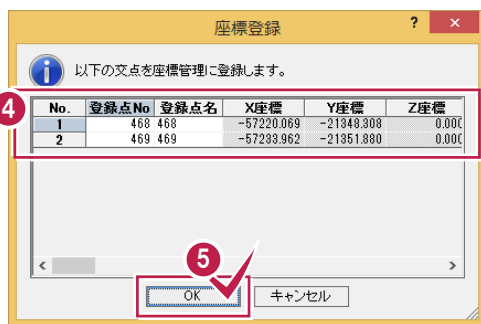 座標登録
? ×
以下の交点を座標管理に登録します。
4
No. 登録点No 登録点名 X座標 Y座標 Z座標
1 468 468 -57220.069 -21348.308 0.000
2 469 469 -57233.962 -21351.880 0.000
5
OK キャンセル